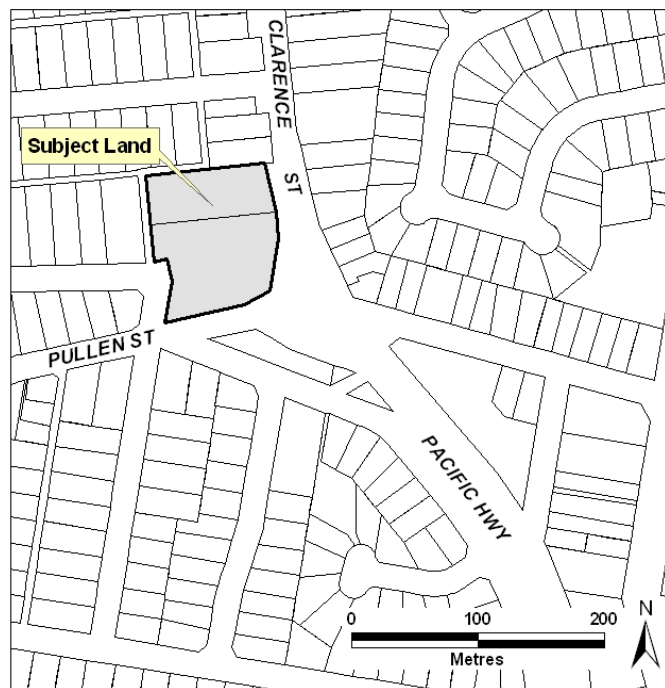 CLARENCE
ST
Subject Land
PULLEN ST
PACIFIC HWY
0 100 200
Metres
N